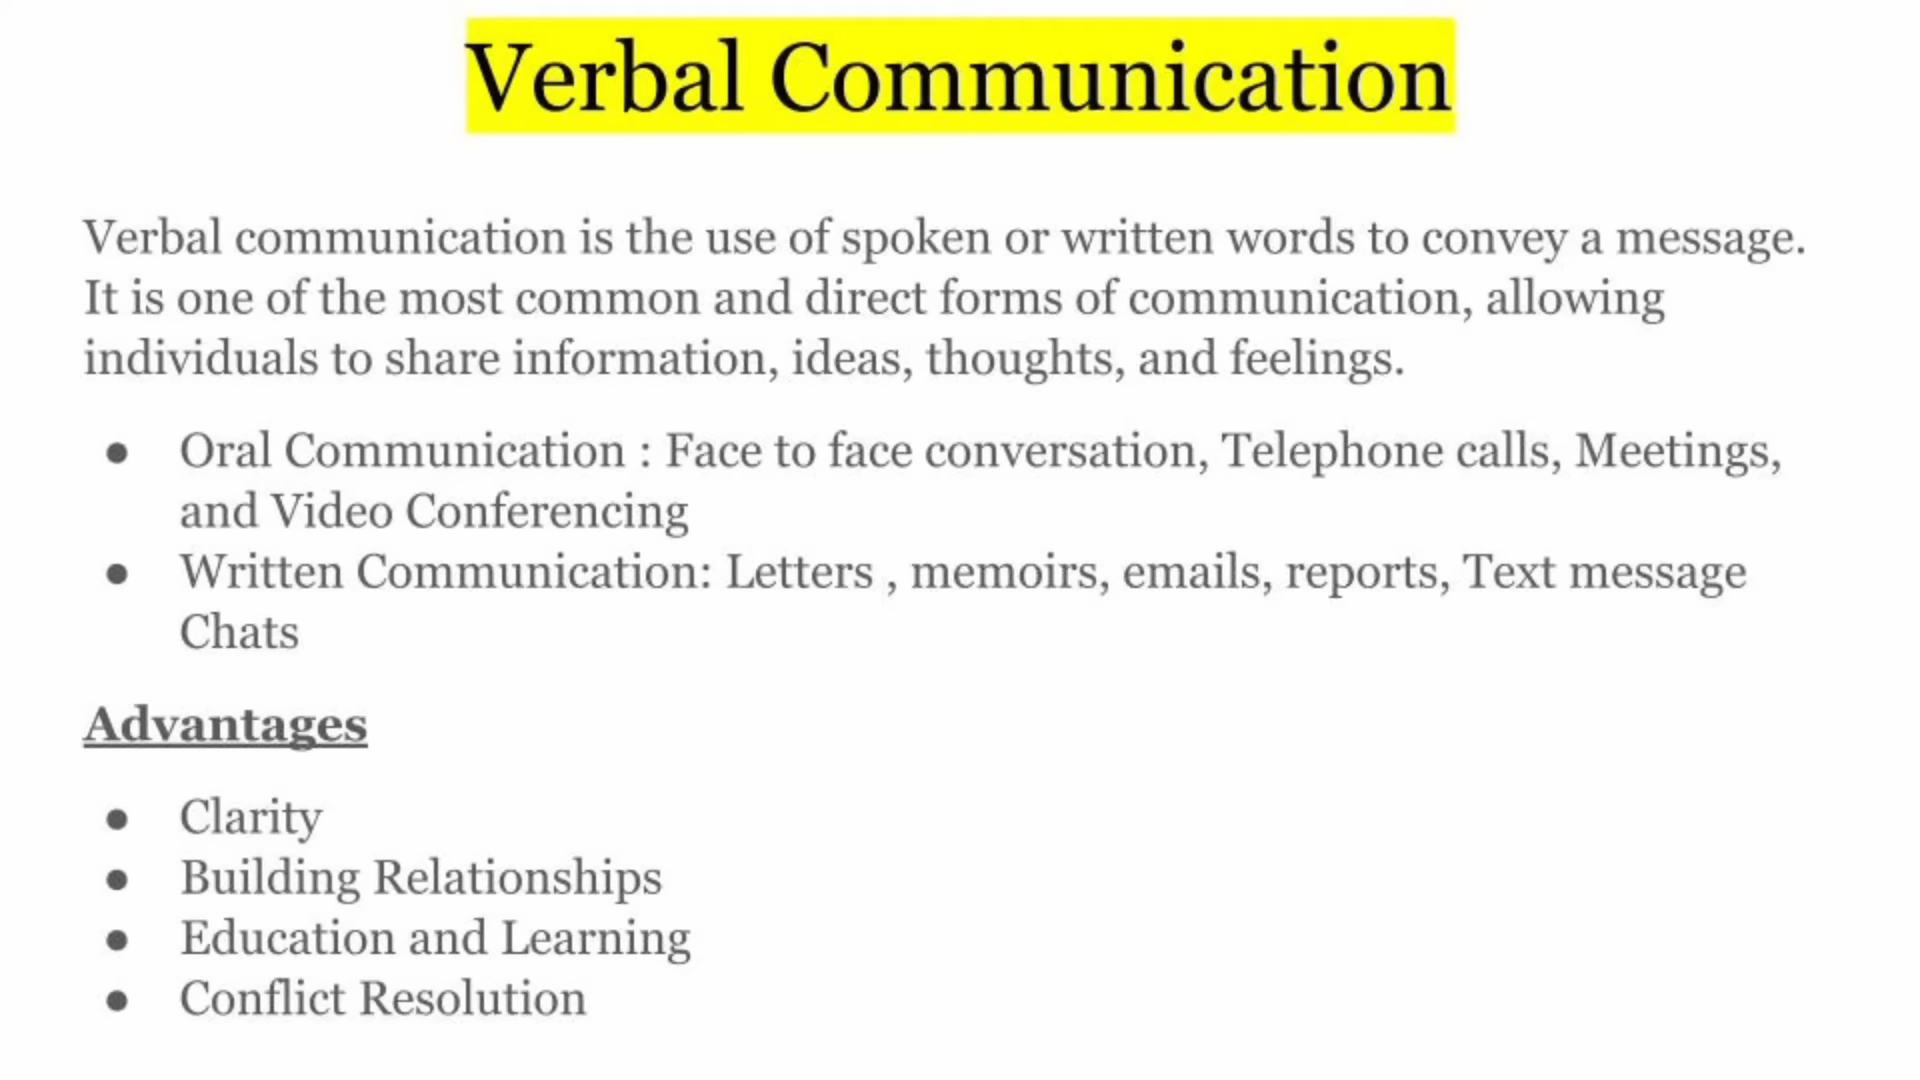 Verbal Communication
Verbal communication is the use of spoken or written words to convey a message.
It is one of the most common and direct forms of communication, allowing
individuals to share information, ideas, thoughts, and feelings.
● Oral Communication : Face to face conversation, Telephone calls, Meetings,
and Video Conferencing
● Written Communication: Letters , memoirs, emails, reports, Text message
Chats
Advantages
● Clarity
● Building Relationships
● Education and Learning
● Conflict Resolution